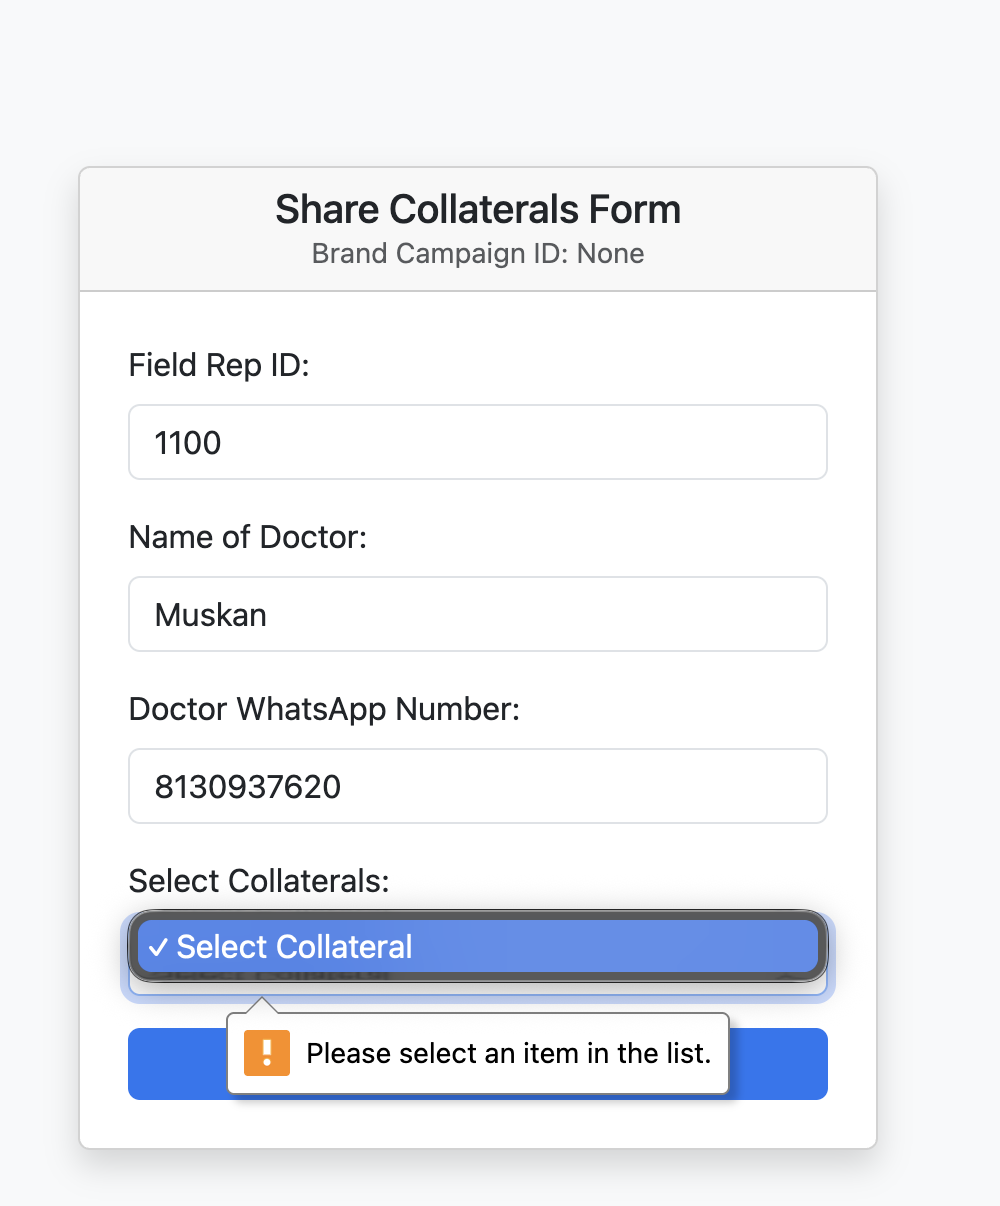 Share Collaterals Form
Brand Campaign ID: None
Field Rep ID:
1100
Name of Doctor:
Muskan
Doctor WhatsApp Number:
8130937620
Select Collaterals:
✓ Select Collateral
Please select an item in the list.